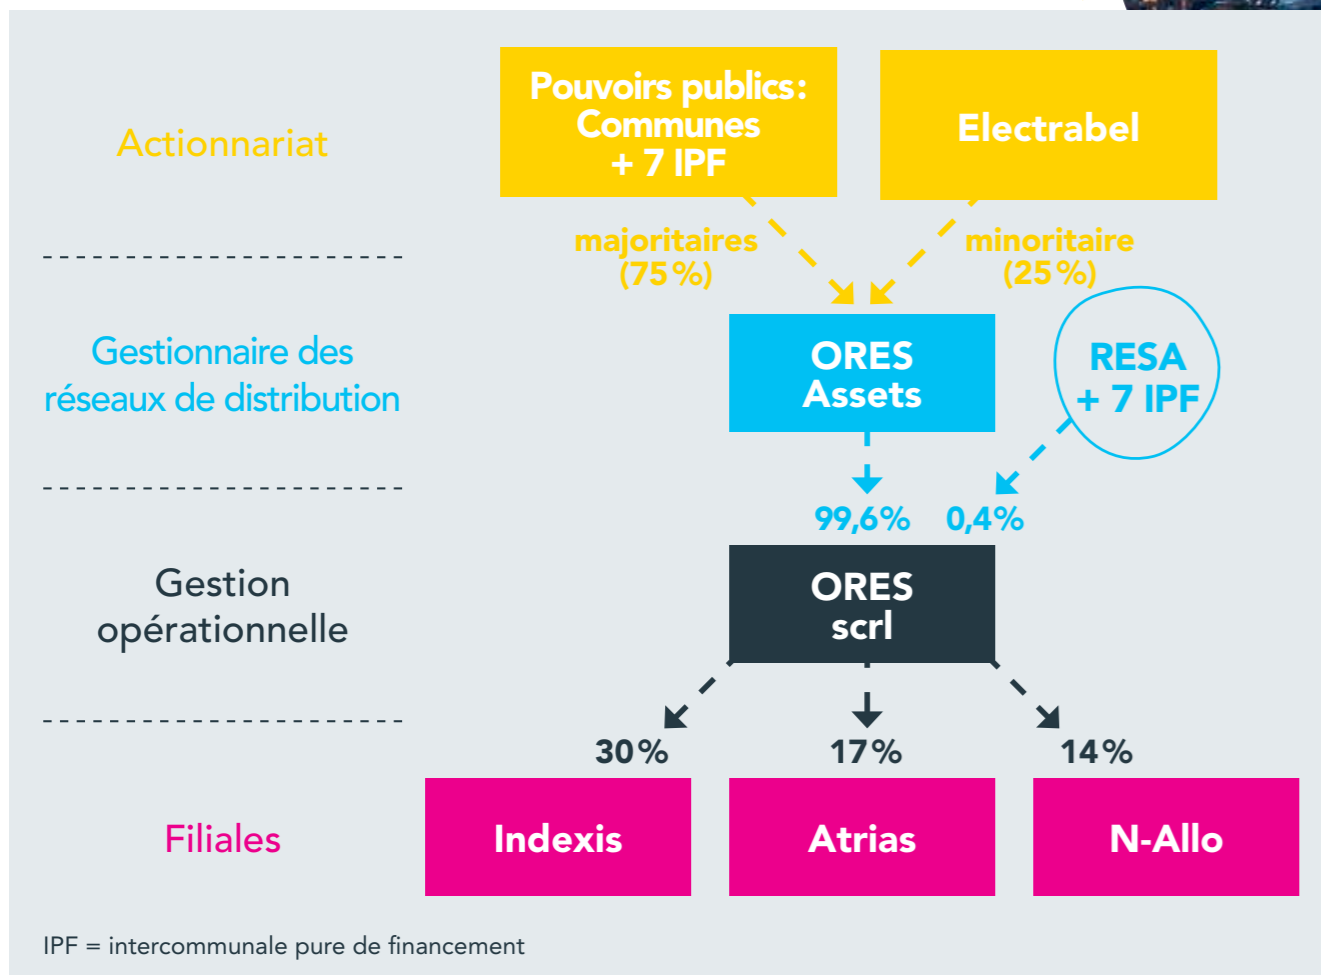 Actionnariat
Pouvoirs publics:
Communes
+ 7 IPF
Electrabel
majoritaires
(75 %)
minoritaire
(25 %)
Gestionnaire des
réseaux de distribution
ORES
Assets
RESA
+ 7 IPF
99,6%
0,4%
Gestion
opérationnelle
ORES
scrl
30 %
17 %
14 %
Filiales
Indexis
Atrias
N-Allo
IPF = intercommunale pure de financement